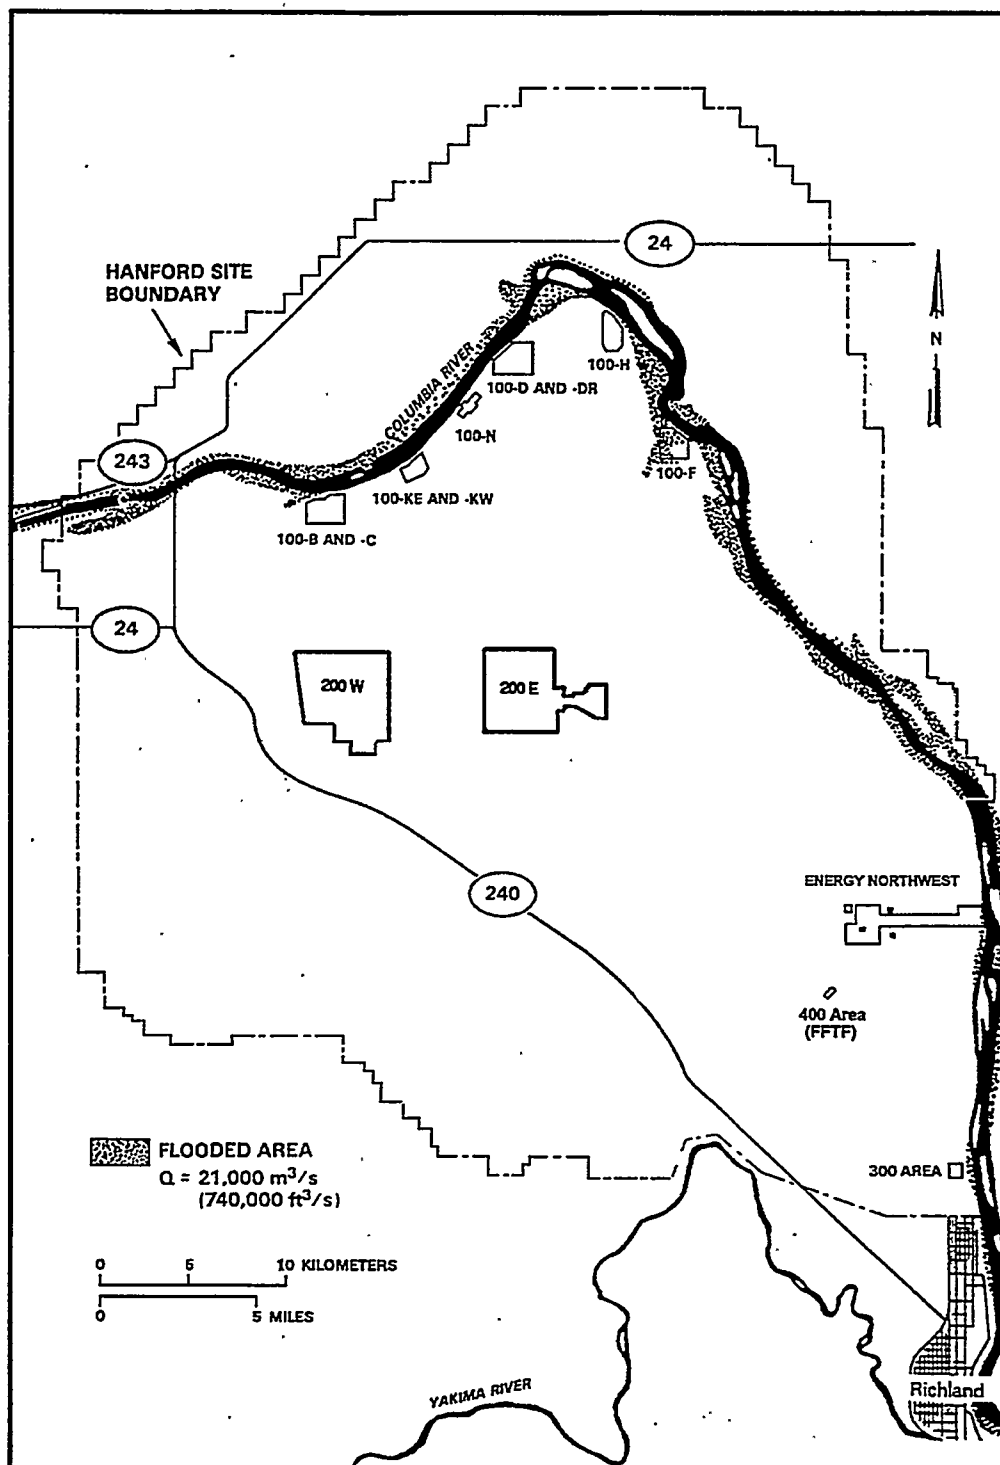 24
HANFORD SITE
BOUNDARY
N
COLUMBIA RIVER
100-H
100-D AND -DR
100-N
243
100-F
100-KE AND -KW
100-B AND -C
24
200 W
200 E
240
ENERGY NORTHWEST
400 Area
(FFTF)
FLOODED AREA
Q = 21,000 m³/s
(740,000 ft³/s)
300 AREA
0 5 10 KILOMETERS
0 5 MILES
YAKIMA RIVER
Richland